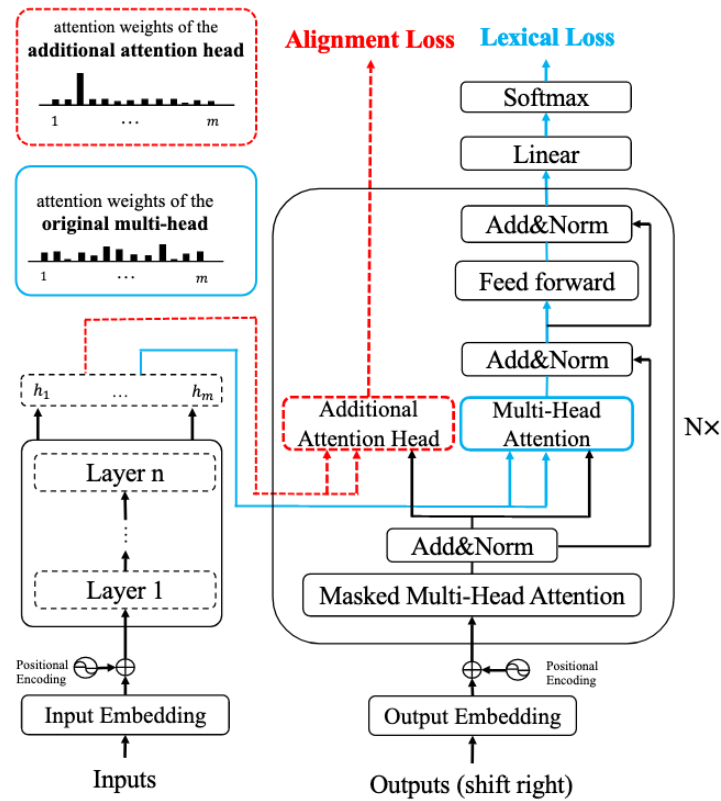 attention weights of the
additional attention head
1 ... m
attention weights of the
original multi-head
1 ... m
Alignment Loss
Lexical Loss
Softmax
Linear
Add&Norm
Feed forward
Add&Norm
Additional
Attention Head
Multi-Head
Attention
N×
Add&Norm
Masked Multi-Head Attention
Positional
Encoding
Output Embedding
Outputs (shift right)
h₁ ... hₘ
Layer n
⋮
Layer 1
Positional
Encoding
Input Embedding
Inputs